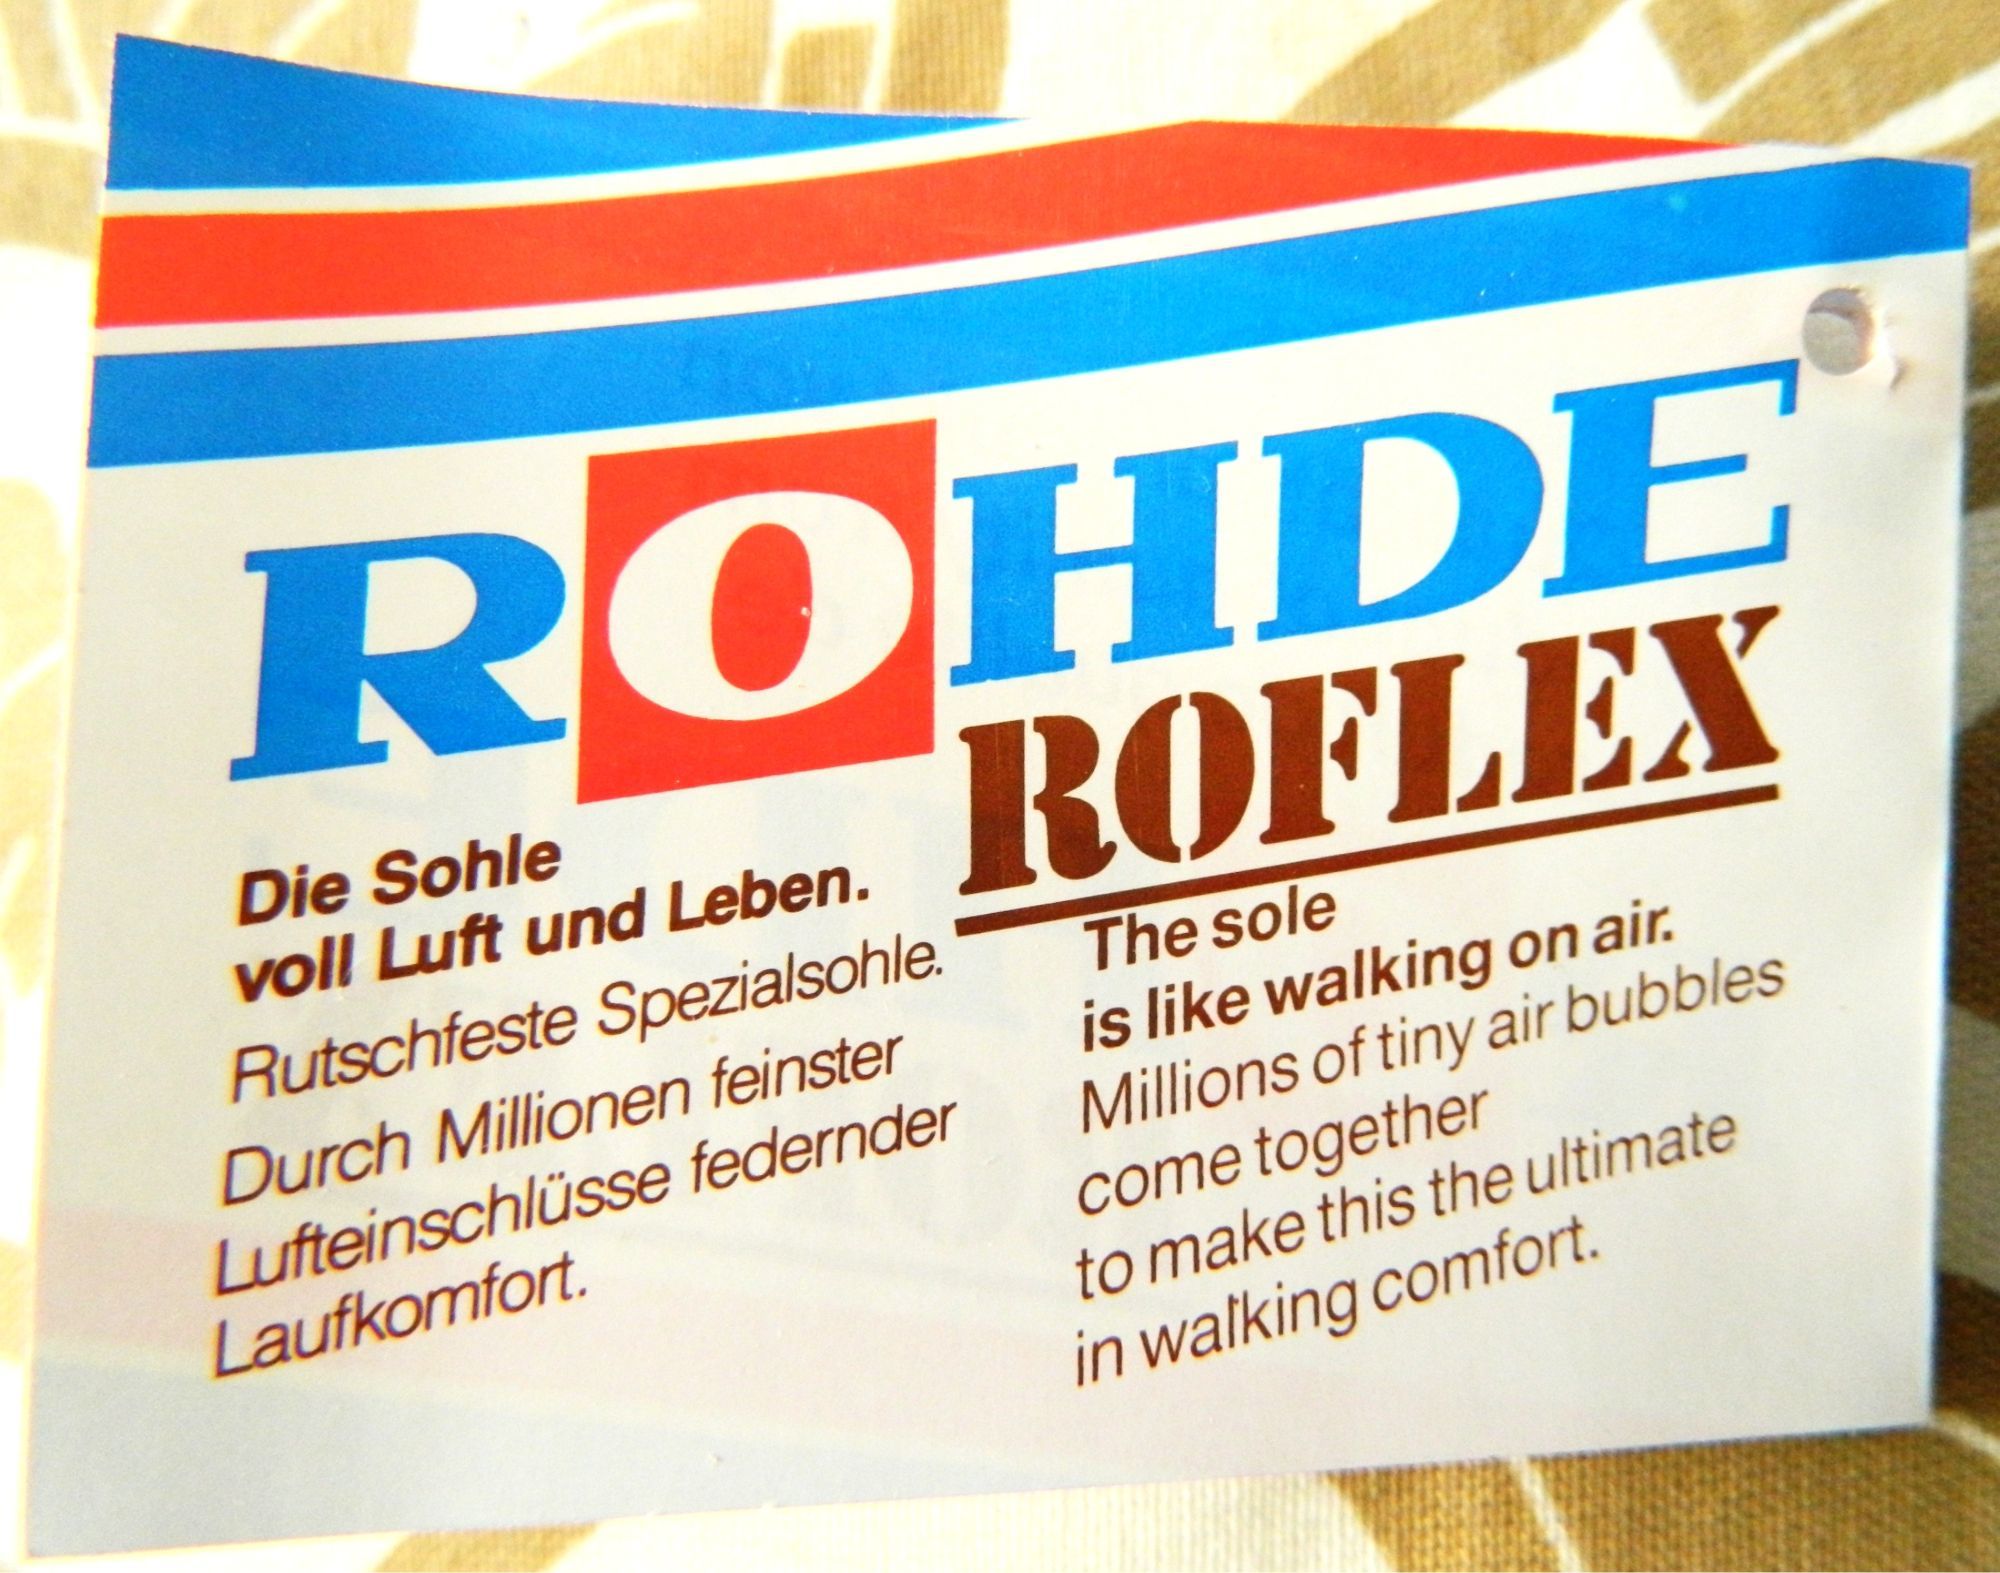 ROHDE
ROFLEX
Die Sohle
voll Luft und Leben.
Rutschfeste Spezialsohle.
Durch Millionen feinster
Lufteinschlüsse federnder
Laufkomfort.
The sole
is like walking on air.
Millions of tiny air bubbles
come together
to make this the ultimate
in walking comfort.